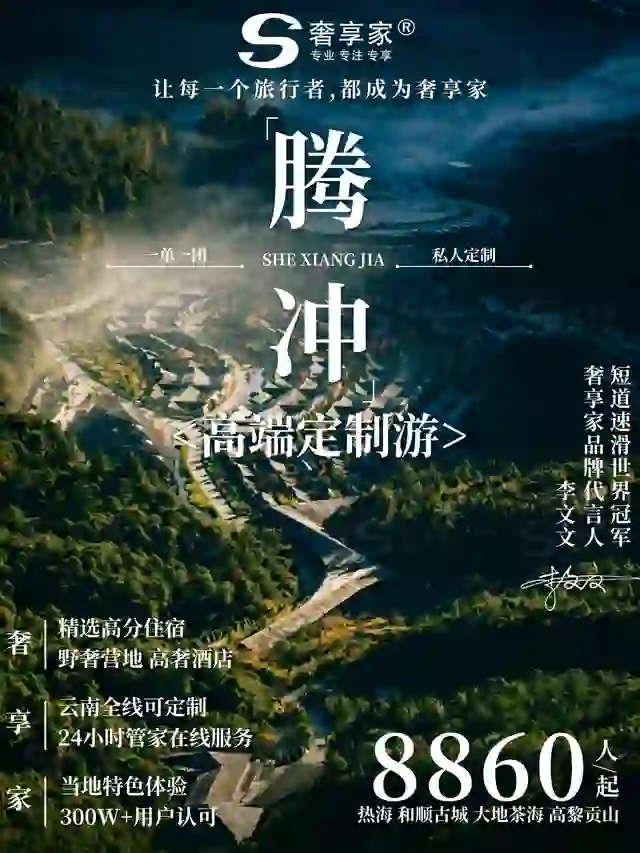 S 奢享家®
专业 专注 专享
让每一个旅行者,都成为奢享家
「腾
一单一团 SHE XIANG JIA 私人定制
冲」
<高端定制游>
短道速滑世界冠军
奢享家品牌代言人
李文文
奢
精选高分住宿
野奢营地 高奢酒店
享
云南全线可定制
24小时管家在线服务
家
当地特色体验
300W+用户认可
8860人起
热海 和顺古城 大地茶海 高黎贡山